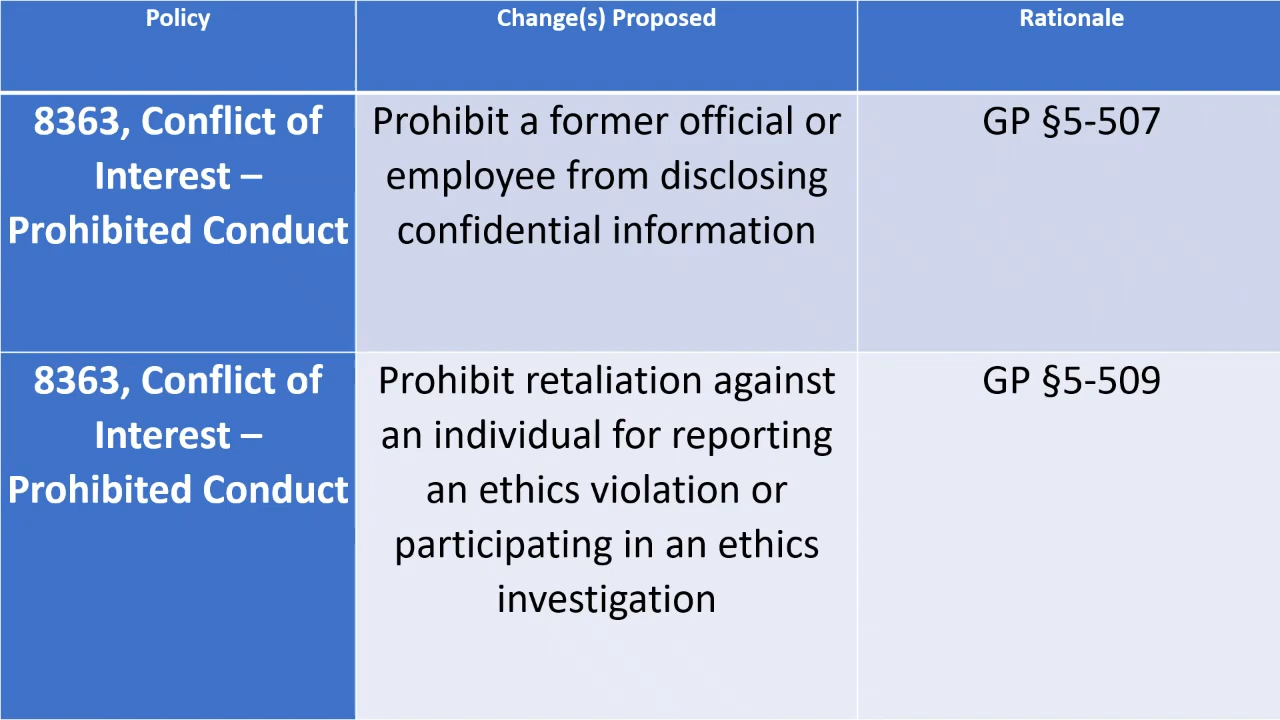 Policy
Change(s) Proposed
Rationale
8363, Conflict of
Interest –
Prohibited Conduct
Prohibit a former official or
employee from disclosing
confidential information
GP §5-507
8363, Conflict of
Interest –
Prohibited Conduct
Prohibit retaliation against
an individual for reporting
an ethics violation or
participating in an ethics
investigation
GP §5-509